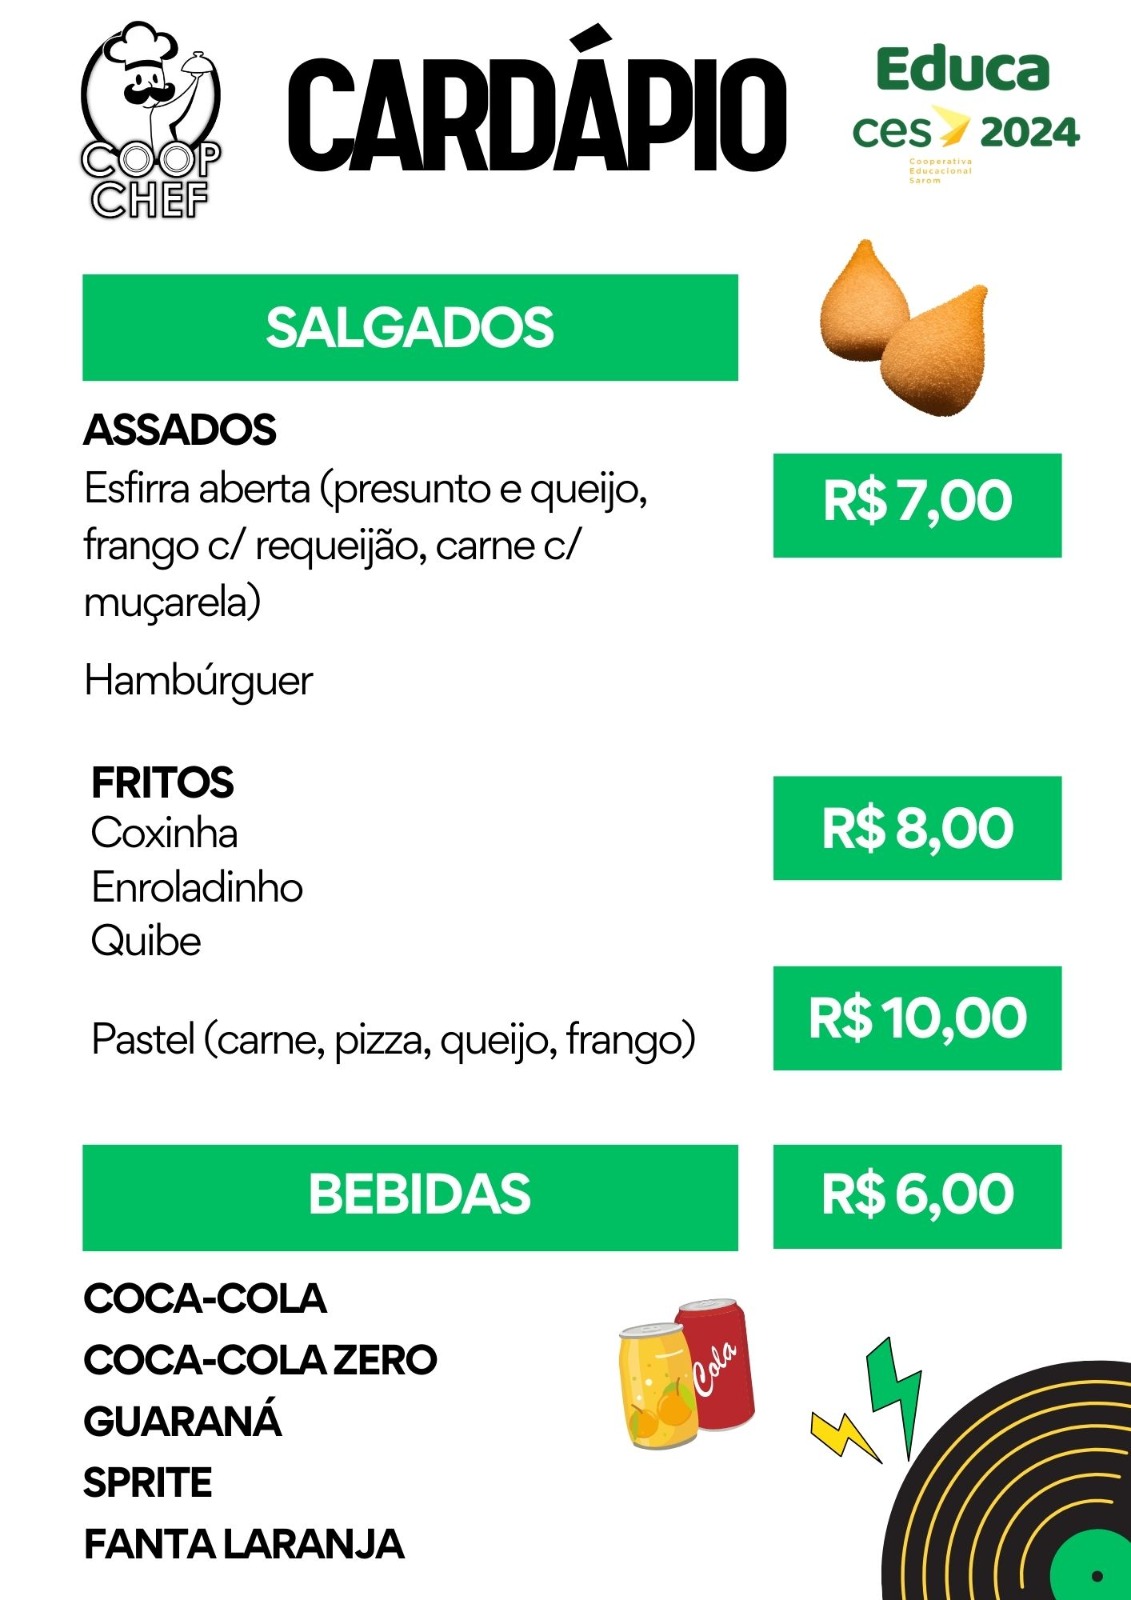 COOP
CHEF
CARDÁPIO
Educa
ces 2024
Cooperativa
Educacional
Sarom
SALGADOS
ASSADOS
Esfirra aberta (presunto e queijo,
frango c/ requeijão, carne c/
muçarela)
R$ 7,00
Hambúrguer
FRITOS
Coxinha
Enroladinho
Quibe
R$ 8,00
Pastel (carne, pizza, queijo, frango)
R$ 10,00
BEBIDAS
R$ 6,00
COCA-COLA
COCA-COLA ZERO
GUARANÁ
SPRITE
FANTA LARANJA
Cola